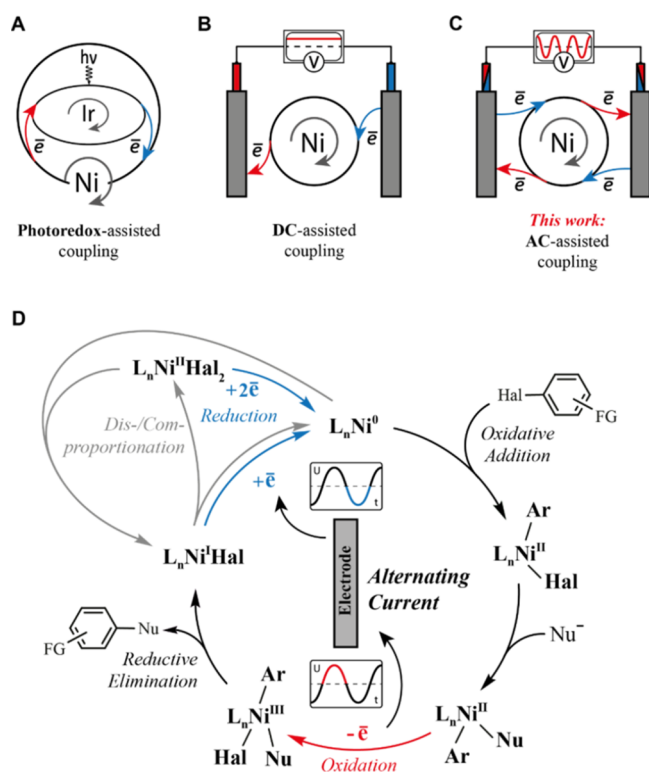 A
hν
Ir
ē
ē
Ni
Photoredox-assisted
coupling
B
V
Ni
ē
ē
DC-assisted
coupling
C
V
ē
ē
Ni
ē
ē
This work:
AC-assisted
coupling
D
LnNiᴵᴵHal₂
+2ē
Reduction
LnNi⁰
Dis-/Com-
proportionation
+ē
LnNiᴵHal
Hal
FG
Oxidative
Addition
Ar
LnNiᴵᴵ
Hal
Nu⁻
U
t
Electrode
Alternating
Current
U
t
Nu
FG
Reductive
Elimination
Ar
LnNiᴵᴵᴵ
Hal
Nu
-ē
Oxidation
LnNiᴵᴵ
Ar
Nu